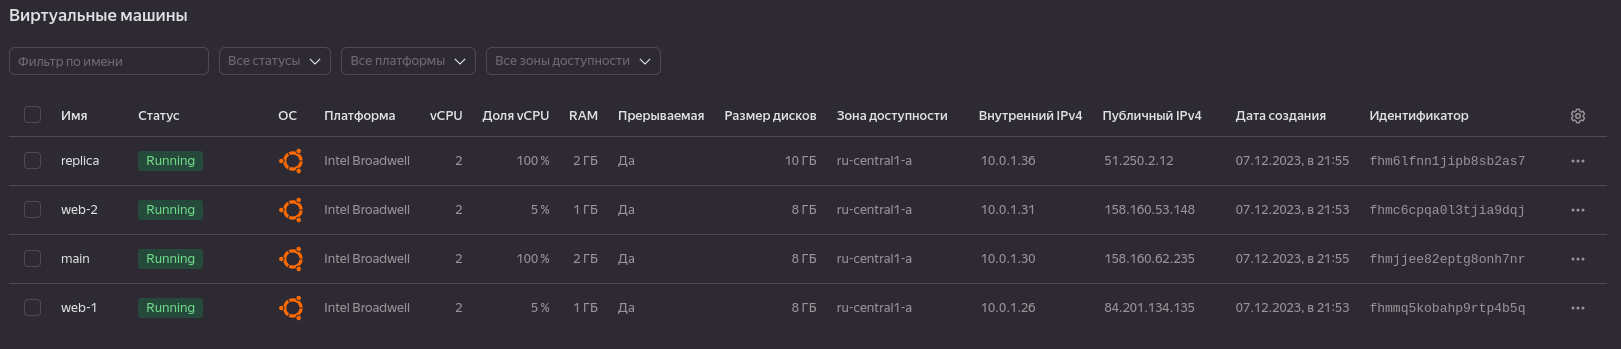 Виртуальные машины
Фильтр по имени Все статусы Все платформы Все зоны доступности
Имя Статус ОС Платформа vCPU Доля vCPU RAM Прерываемая Размер дисков Зона доступности Внутренний IPv4 Публичный IPv4 Дата создания Идентификатор
replica Running Intel Broadwell 2 100 % 2 ГБ Да 10 ГБ ru-central1-a 10.0.1.36 51.250.2.12 07.12.2023, в 21:55 fhm6lfnn1jipb8sb2as7
web-2 Running Intel Broadwell 2 5 % 1 ГБ Да 8 ГБ ru-central1-a 10.0.1.31 158.160.53.148 07.12.2023, в 21:53 fhmc6cpqa0l3tjia9dqj
main Running Intel Broadwell 2 100 % 2 ГБ Да 8 ГБ ru-central1-a 10.0.1.30 158.160.62.235 07.12.2023, в 21:55 fhmjjee82eptg8onh7nr
web-1 Running Intel Broadwell 2 5 % 1 ГБ Да 8 ГБ ru-central1-a 10.0.1.26 84.201.134.135 07.12.2023, в 21:53 fhmmq5kobahp9rtp4b5q